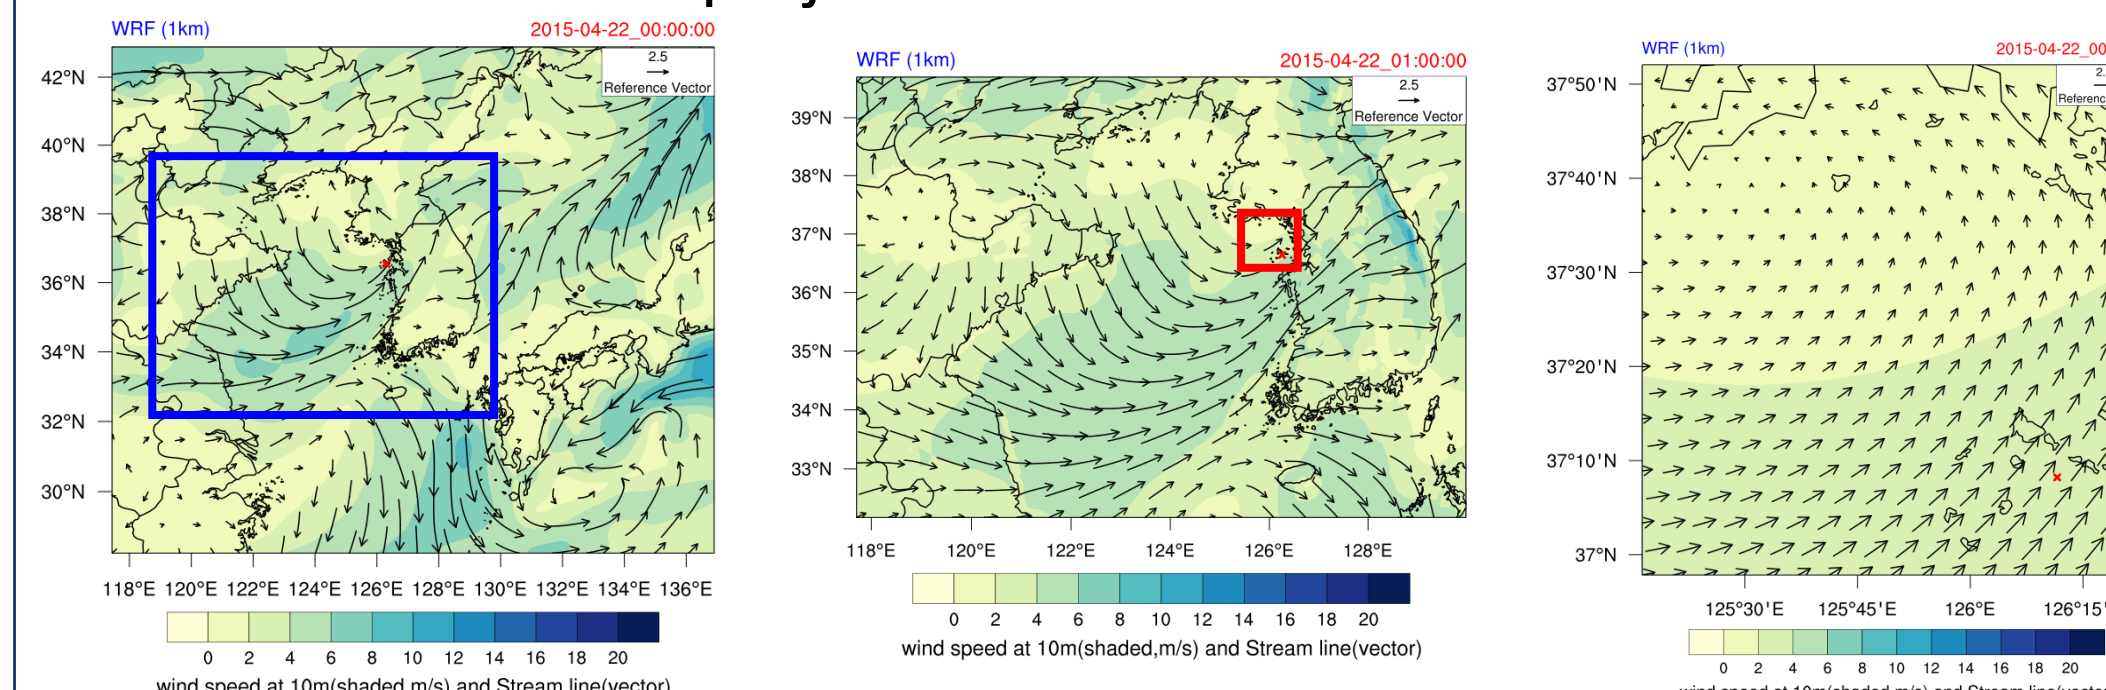 WRF (1km)
2015-04-22_00:00:00
2.5
Reference Vector
42°N
40°N
38°N
36°N
34°N
32°N
30°N
118°E 120°E 122°E 124°E 126°E 128°E 130°E 132°E 134°E 136°E
0 2 4 6 8 10 12 14 16 18 20
wind speed at 10m(shaded,m/s) and Stream line(vector)
WRF (1km)
2015-04-22_01:00:00
2.5
Reference Vector
39°N
38°N
37°N
36°N
35°N
34°N
33°N
118°E 120°E 122°E 124°E 126°E 128°E
0 2 4 6 8 10 12 14 16 18 20
wind speed at 10m(shaded,m/s) and Stream line(vector)
WRF (1km)
2015-04-22_00
2.
Referenc
37°50'N
37°40'N
37°30'N
37°20'N
37°10'N
37°N
125°30'E 125°45'E 126°E 126°15'
0 2 4 6 8 10 12 14 16 18 20